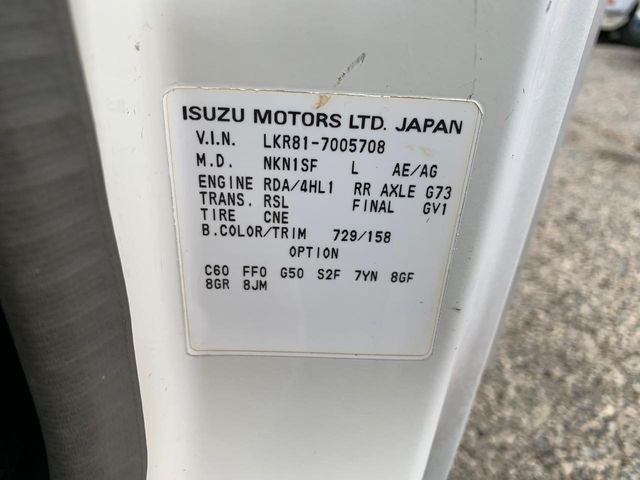 ISUZU MOTORS LTD. JAPAN
V.I.N. LKR81-7005708
M.D. NKN1SF L AE/AG
ENGINE RDA/4HL1 RR AXLE G73
TRANS. RSL FINAL GV1
TIRE CNE
B.COLOR/TRIM 729/158
OPTION
C60 FF0 G50 S2F 7YN 8GF
8GR 8JM